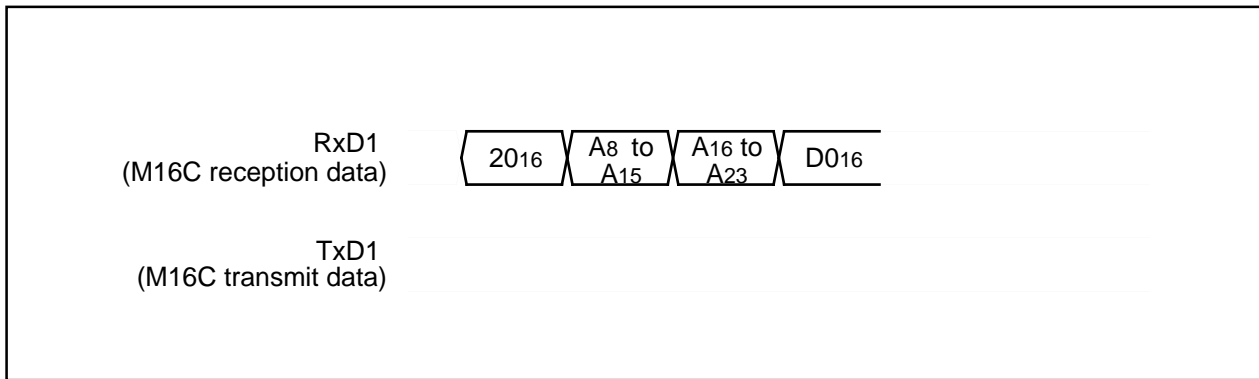 RxD1
(M16C reception data)
2016
A8 to
A15
A16 to
A23
D016
TxD1
(M16C transmit data)